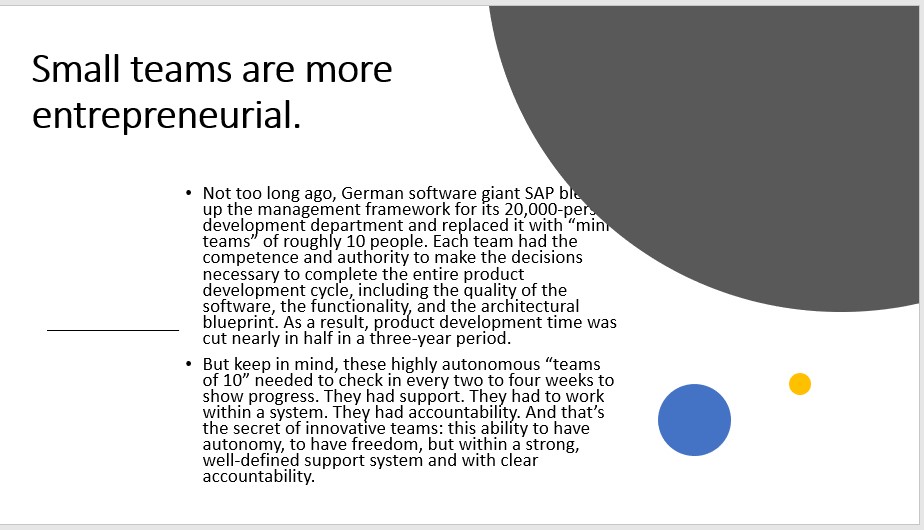 Small teams are more
entrepreneurial.
• Not too long ago, German software giant SAP
up the management framework for its 20,000-
development department and replaced it with “mini
teams” of roughly 10 people. Each team had the
competence and authority to make the decisions
necessary to complete the entire product
development cycle, including the quality of the
software, the functionality, and the architectural
blueprint. As a result, product development time was
cut nearly in half in a three-year period.
• But keep in mind, these highly autonomous “teams
of 10” needed to check in every two to four weeks to
show progress. They had support. They had to work
within a system. They had accountability. And that’s
the secret of innovative teams: this ability to have
autonomy, to have freedom, but within a strong,
well-defined support system and with clear
accountability.